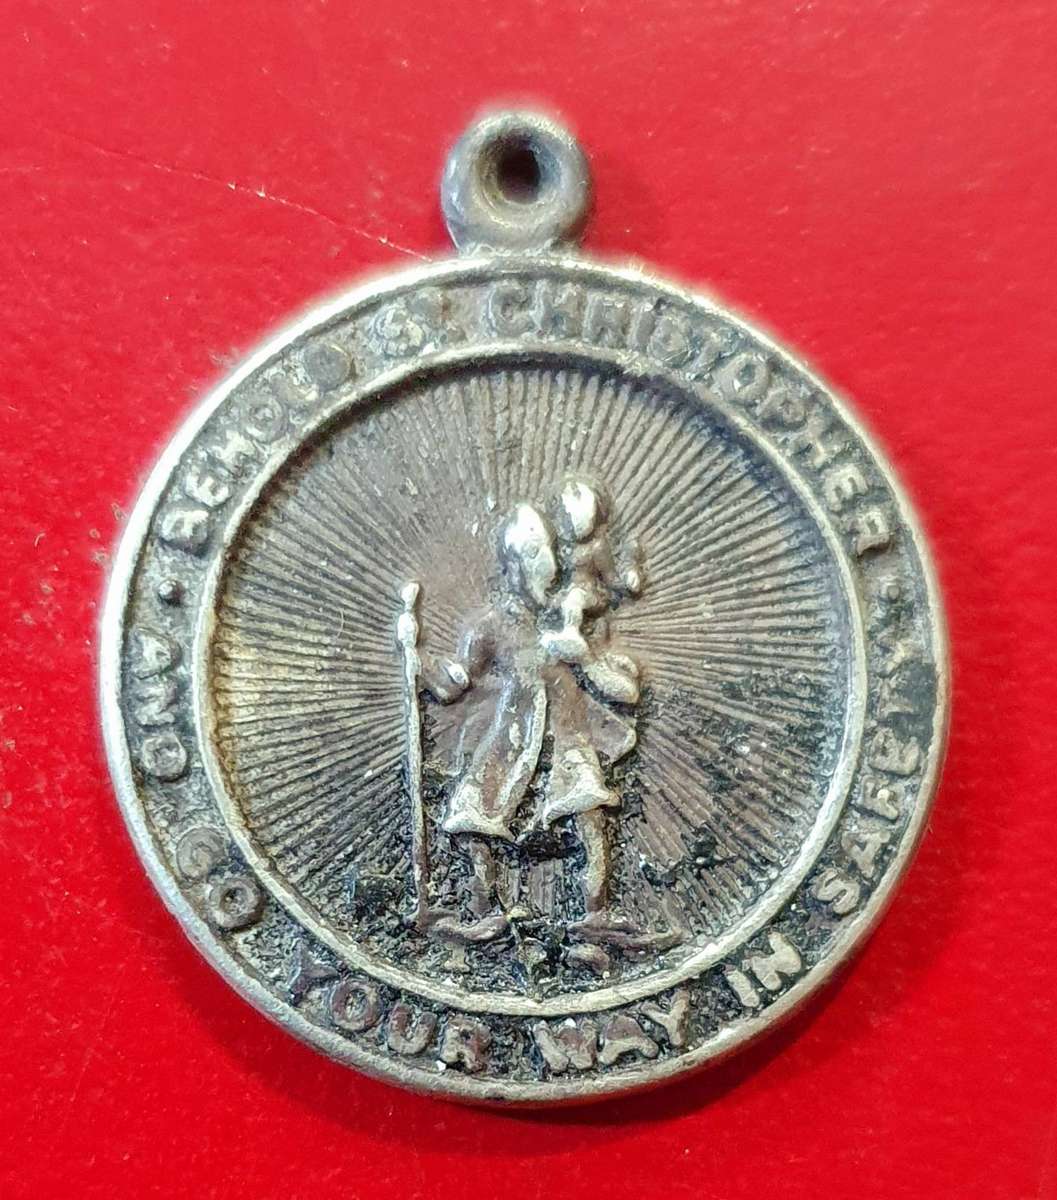 BEHOLD ST CHRISTOPHER ·
· AND GO YOUR WAY IN SAFETY